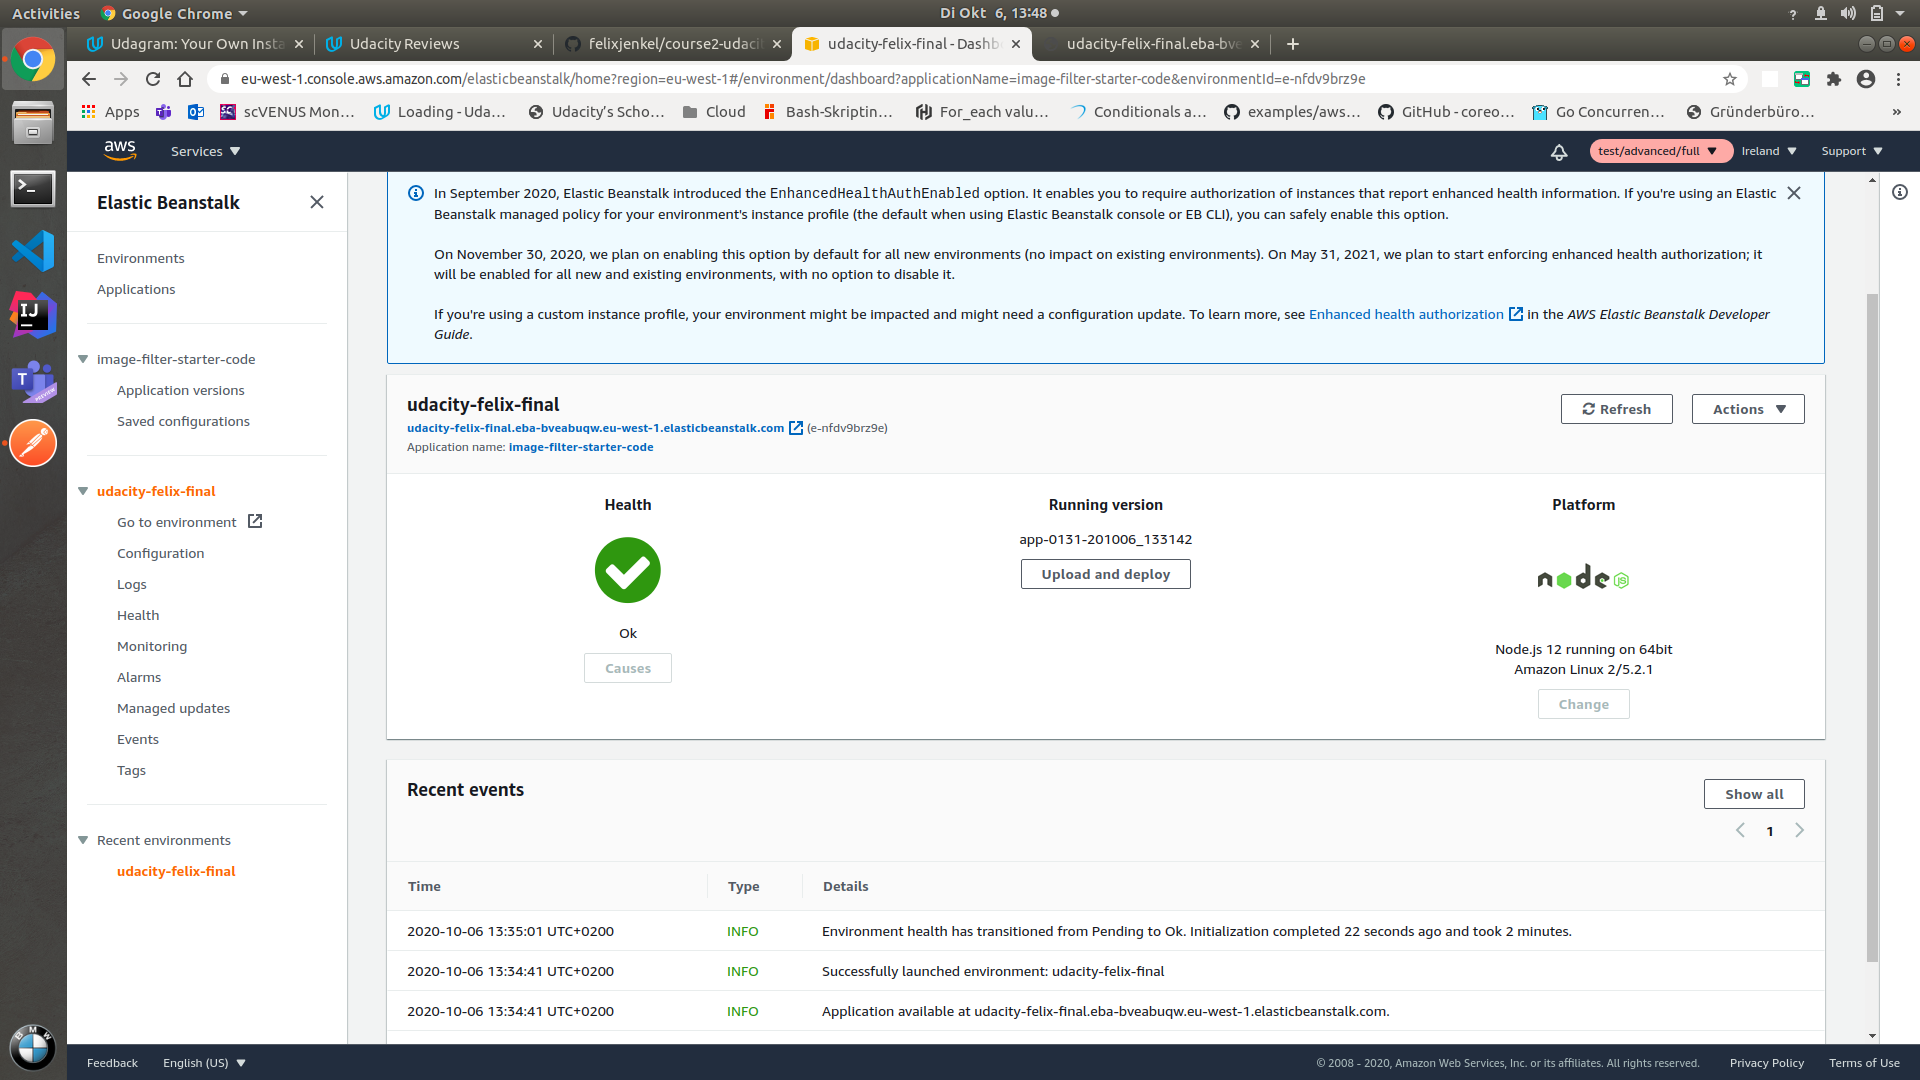 Activities
Google Chrome
Di Okt 6, 13:48
Udagram: Your Own Insta
Udacity Reviews
felixjenkel/course2-udaci
udacity-felix-final - Dashb
udacity-felix-final.eba-bve
eu-west-1.console.aws.amazon.com/elasticbeanstalk/home?region=eu-west-1#/environment/dashboard?applicationName=image-filter-starter-code&environmentId=e-nfdv9brz9e
Apps
scVENUS Mon...
Loading - Uda...
Udacity's Scho...
Cloud
Bash-Skriptin...
For_each valu...
Conditionals a...
examples/aws...
GitHub - coreo...
Go Concurren...
Gründerbüro...
»
aws
Services
test/advanced/full
Ireland
Support
Elastic Beanstalk
Environments
Applications
image-filter-starter-code
Application versions
Saved configurations
udacity-felix-final
Go to environment
Configuration
Logs
Health
Monitoring
Alarms
Managed updates
Events
Tags
Recent environments
udacity-felix-final
In September 2020, Elastic Beanstalk introduced the EnhancedHealthAuthEnabled option. It enables you to require authorization of instances that report enhanced health information. If you're using an Elastic
Beanstalk managed policy for your environment's instance profile (the default when using Elastic Beanstalk console or EB CLI), you can safely enable this option.
On November 30, 2020, we plan on enabling this option by default for all new environments (no impact on existing environments). On May 31, 2021, we plan to start enforcing enhanced health authorization; it
will be enabled for all new and existing environments, with no option to disable it.
If you're using a custom instance profile, your environment might be impacted and might need a configuration update. To learn more, see Enhanced health authorization in the AWS Elastic Beanstalk Developer
Guide.
udacity-felix-final
udacity-felix-final.eba-bveabuqw.eu-west-1.elasticbeanstalk.com (e-nfdv9brz9e)
Application name: image-filter-starter-code
Refresh
Actions
Health
Ok
Causes
Running version
app-0131-201006_133142
Upload and deploy
Platform
node JS
Node.js 12 running on 64bit
Amazon Linux 2/5.2.1
Change
Recent events
Show all
1
Time
Type
Details
2020-10-06 13:35:01 UTC+0200
INFO
Environment health has transitioned from Pending to Ok. Initialization completed 22 seconds ago and took 2 minutes.
2020-10-06 13:34:41 UTC+0200
INFO
Successfully launched environment: udacity-felix-final
2020-10-06 13:34:41 UTC+0200
INFO
Application available at udacity-felix-final.eba-bveabuqw.eu-west-1.elasticbeanstalk.com.
Feedback
English (US)
© 2008 - 2020, Amazon Web Services, Inc. or its affiliates. All rights reserved.
Privacy Policy
Terms of Use
IJ
T
PREVIEW
BMW